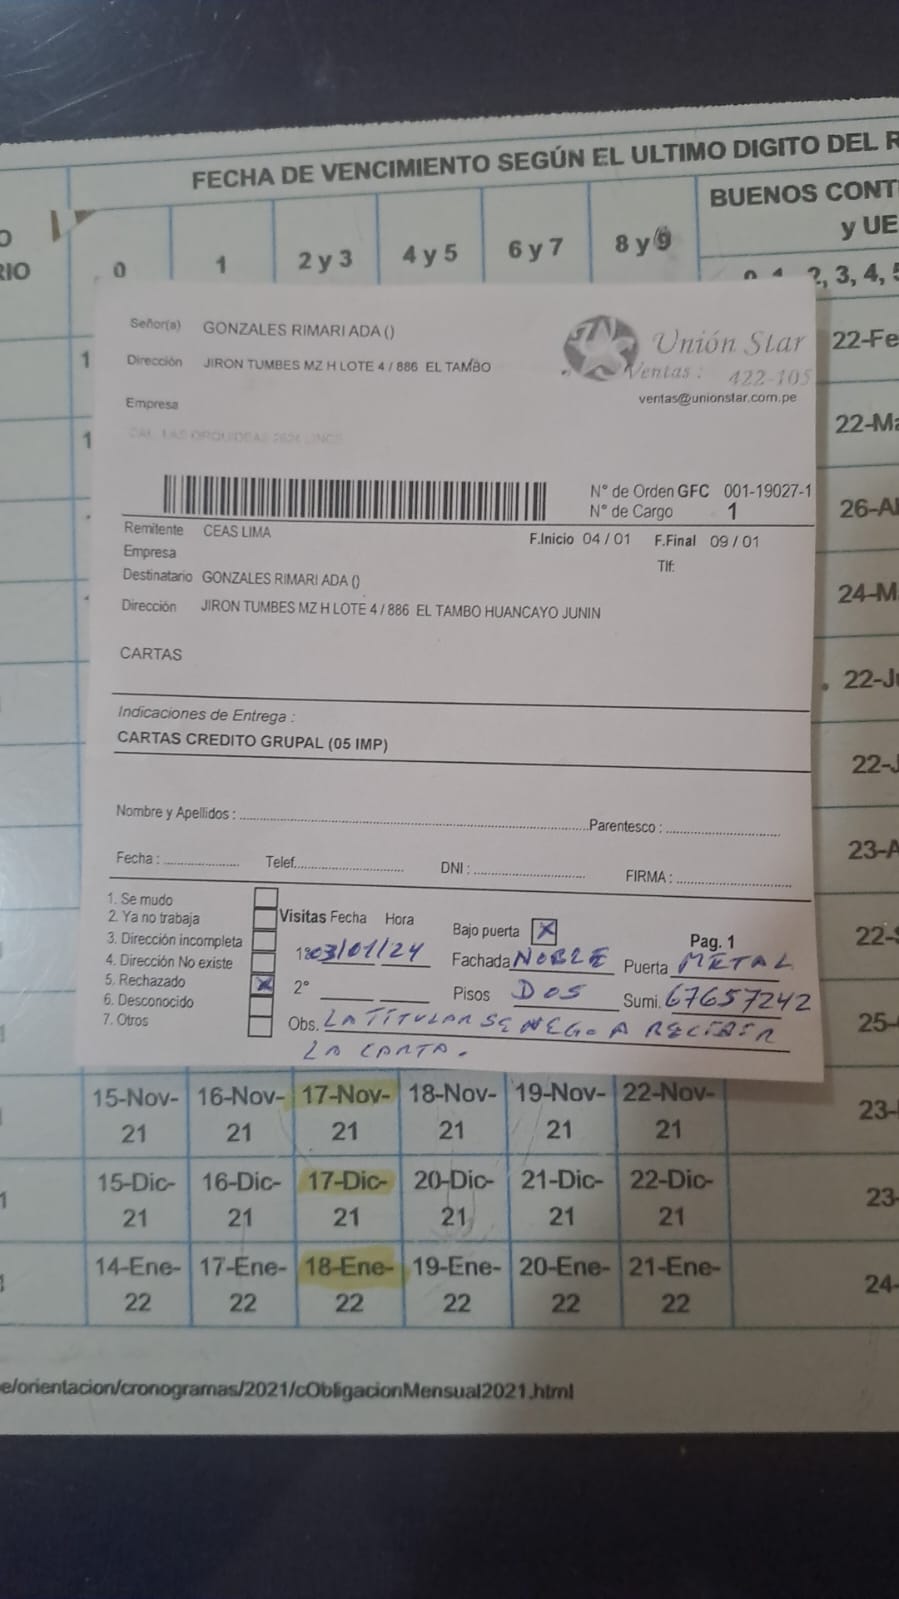 FECHA DE VENCIMIENTO SEGÚN EL ULTIMO DIGITO DEL R
BUENOS CONT
y UE
O
RIO
0 1 2 y 3 4 y 5 6 y 7 8 y 9
2, 3, 4, 5
Señor(a) GONZALES RIMARI ADA ()
Dirección JIRON TUMBES MZ H LOTE 4 / 886 EL TAMBO
Empresa
CAL. LAS ORQUIDEAS 2626 LINCE
Unión Star
Ventas : 422-105
ventas@unionstar.com.pe
N° de Orden GFC 001-19027-1
N° de Cargo 1
Remitente CEAS LIMA
F.Inicio 04 / 01 F.Final 09 / 01
Empresa
Tlf:
Destinatario GONZALES RIMARI ADA ()
Dirección JIRON TUMBES MZ H LOTE 4 / 886 EL TAMBO HUANCAYO JUNIN
CARTAS
Indicaciones de Entrega :
CARTAS CREDITO GRUPAL (05 IMP)
Nombre y Apellidos : Parentesco :
Fecha : Telef. DNI : FIRMA :
1. Se mudo
2. Ya no trabaja
3. Dirección incompleta
4. Dirección No existe
5. Rechazado X
6. Desconocido
7. Otros
Visitas Fecha Hora
1° 03/01/24
2°
Bajo puerta X
Pag. 1
Fachada NOBLE Puerta METAL
Pisos DOS Sumi. 67657242
Obs. LA TITULAR SE NEGO A RECIBIR
LA CARTA.
22-Fe
22-Ma
26-A
24-M
22-Ju
22-J
23-A
22-S
25-
23-
15-Nov- 16-Nov- 17-Nov- 18-Nov- 19-Nov- 22-Nov-
21 21 21 21 21 21
15-Dic- 16-Dic- 17-Dic- 20-Dic- 21-Dic- 22-Dic- 23-
21 21 21 21 21 21
14-Ene- 17-Ene- 18-Ene- 19-Ene- 20-Ene- 21-Ene- 24-
22 22 22 22 22 22
e/orientacion/cronogramas/2021/cObligacionMensual2021.html